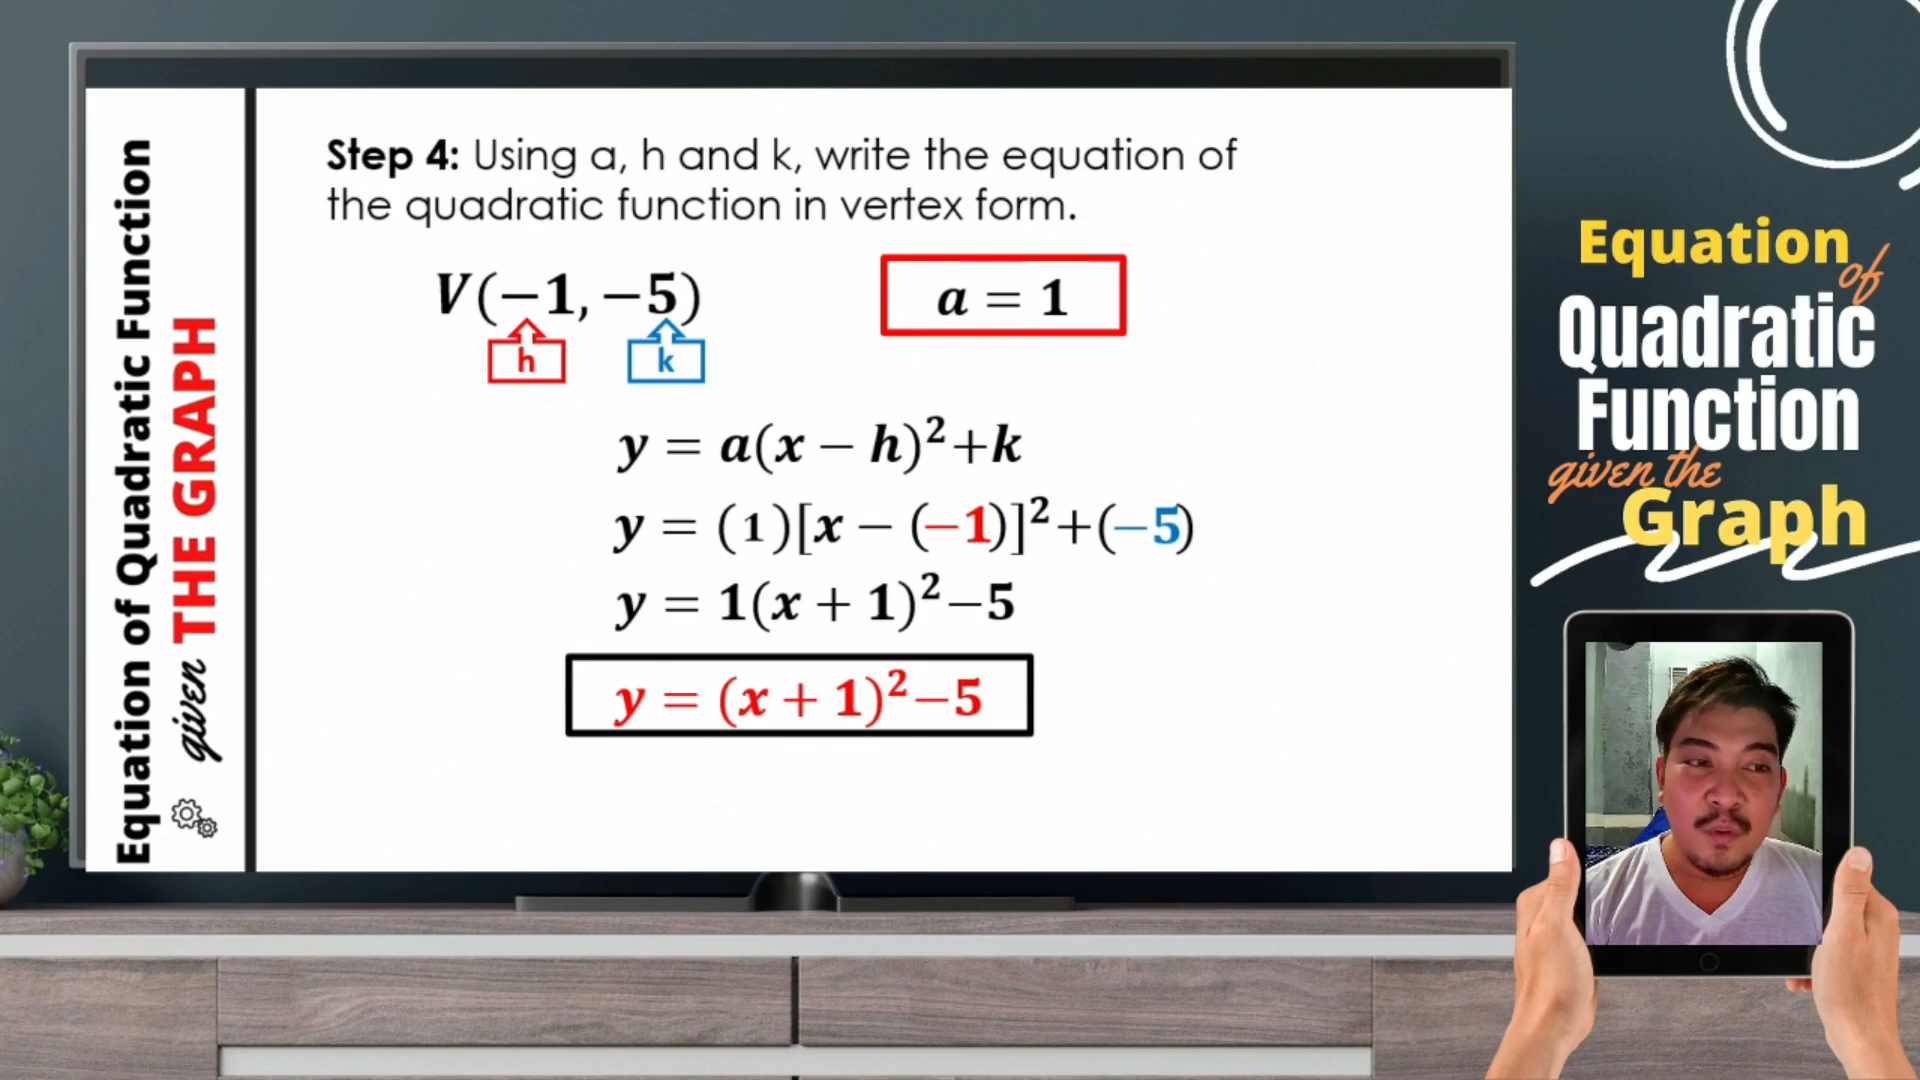 Equation of Quadratic Function
given THE GRAPH
Step 4: Using a, h and k, write the equation of
the quadratic function in vertex form.
V(−1, −5)
a = 1
h
k
y = a(x − h)²+k
y = (1)[x − (−1)]²+(−5)
y = 1(x + 1)²−5
y = (x + 1)²−5
Equation
of
Quadratic
Function
given the
Graph